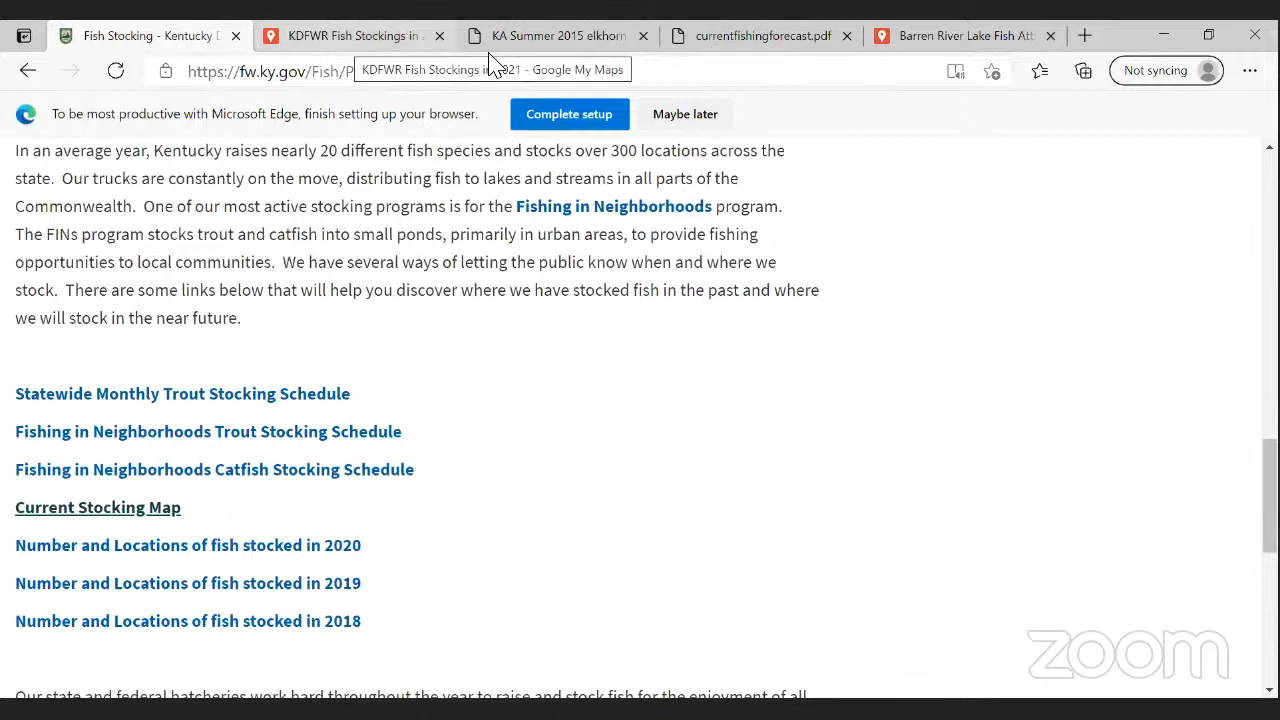 Fish Stocking - Kentucky D
KDFWR Fish Stockings in
KA Summer 2015 elkhorn
currentfishingforecast.pdf
Barren River Lake Fish Att
https://fw.ky.gov/Fish/P
KDFWR Fish Stockings in 2021 - Google My Maps
Not syncing
To be most productive with Microsoft Edge, finish setting up your browser.
Complete setup
Maybe later
In an average year, Kentucky raises nearly 20 different fish species and stocks over 300 locations across the
state. Our trucks are constantly on the move, distributing fish to lakes and streams in all parts of the
Commonwealth. One of our most active stocking programs is for the Fishing in Neighborhoods program.
The FINs program stocks trout and catfish into small ponds, primarily in urban areas, to provide fishing
opportunities to local communities. We have several ways of letting the public know when and where we
stock. There are some links below that will help you discover where we have stocked fish in the past and where
we will stock in the near future.
Statewide Monthly Trout Stocking Schedule
Fishing in Neighborhoods Trout Stocking Schedule
Fishing in Neighborhoods Catfish Stocking Schedule
Current Stocking Map
Number and Locations of fish stocked in 2020
Number and Locations of fish stocked in 2019
Number and Locations of fish stocked in 2018
Our state and federal hatcheries work hard throughout the year to raise and stock fish for the enjoyment of all
zoom